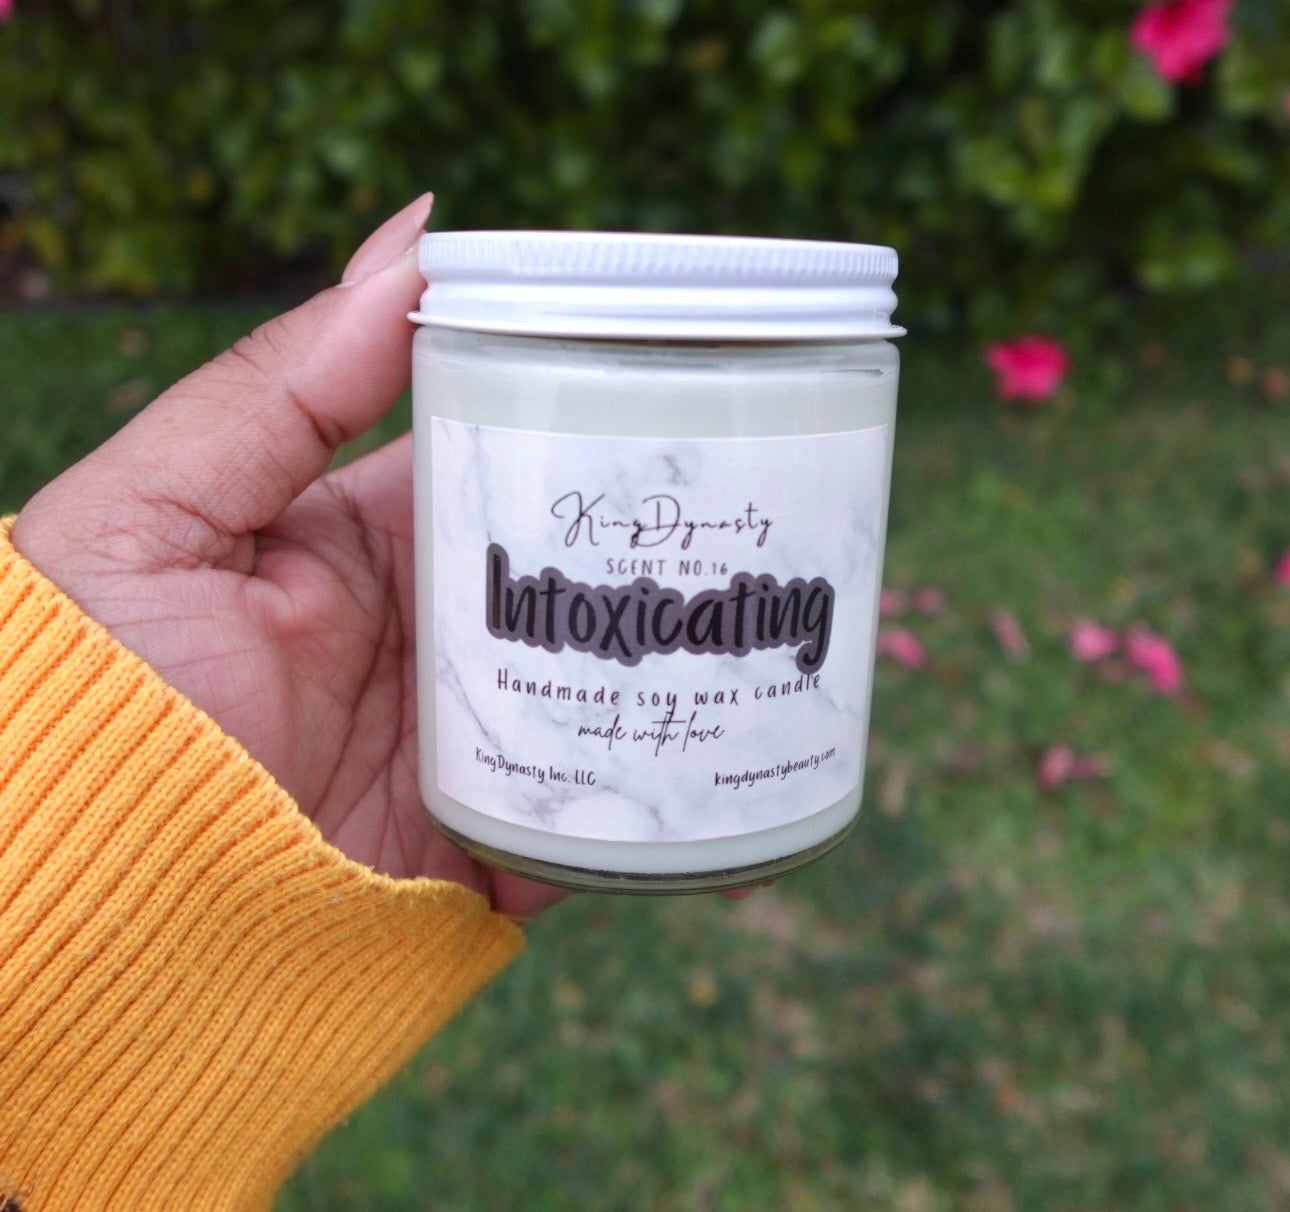 KingDynasty
SCENT NO.16
Intoxicating
Handmade soy wax candle
made with love
KingDynasty Inc. LLC
kingdynastybeauty.com